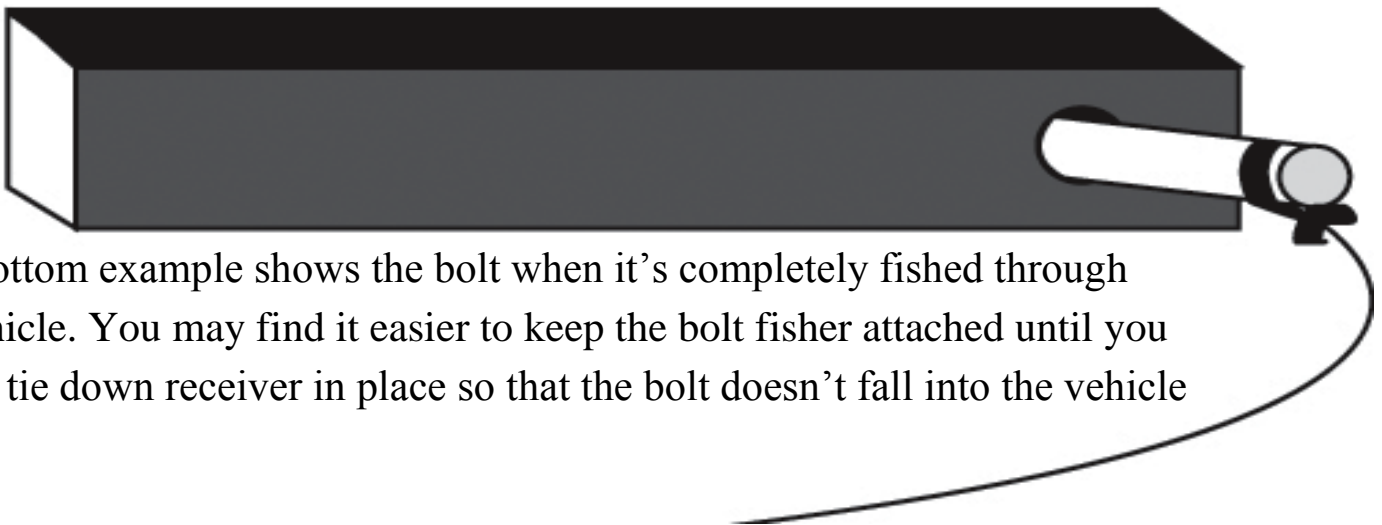 ottom example shows the bolt when it’s completely fished through
hicle. You may find it easier to keep the bolt fisher attached until you
tie down receiver in place so that the bolt doesn’t fall into the vehicle